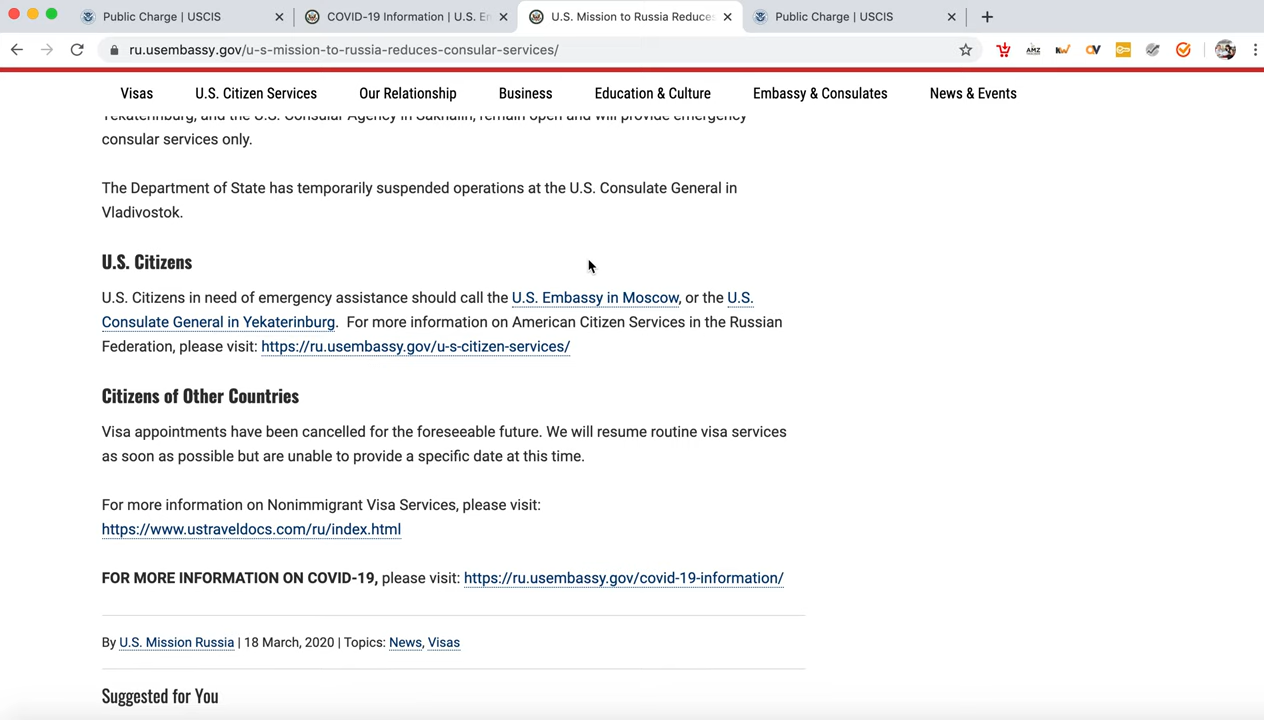 Public Charge | USCIS
COVID-19 Information | U.S. E
U.S. Mission to Russia Reduces
Public Charge | USCIS
ru.usembassy.gov/u-s-mission-to-russia-reduces-consular-services/
Visas
U.S. Citizen Services
Our Relationship
Business
Education & Culture
Embassy & Consulates
News & Events
Yekaterinburg, and the U.S. Consular Agency in Sakhalin, remain open and will provide emergency
consular services only.
The Department of State has temporarily suspended operations at the U.S. Consulate General in
Vladivostok.
U.S. Citizens
U.S. Citizens in need of emergency assistance should call the U.S. Embassy in Moscow, or the U.S.
Consulate General in Yekaterinburg. For more information on American Citizen Services in the Russian
Federation, please visit: https://ru.usembassy.gov/u-s-citizen-services/
Citizens of Other Countries
Visa appointments have been cancelled for the foreseeable future. We will resume routine visa services
as soon as possible but are unable to provide a specific date at this time.
For more information on Nonimmigrant Visa Services, please visit:
https://www.ustraveldocs.com/ru/index.html
FOR MORE INFORMATION ON COVID-19, please visit: https://ru.usembassy.gov/covid-19-information/
By U.S. Mission Russia | 18 March, 2020 | Topics: News, Visas
Suggested for You